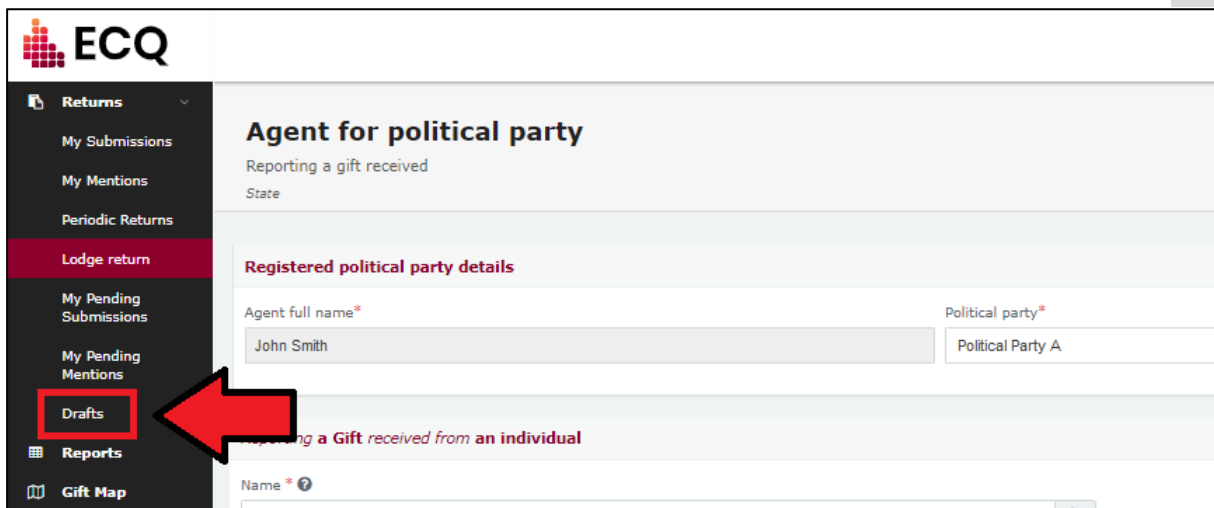 ECQ
Returns
My Submissions
My Mentions
Periodic Returns
Lodge return
My Pending
Submissions
My Pending
Mentions
Drafts
Reports
Gift Map
Agent for political party
Reporting a gift received
State
Registered political party details
Agent full name*
John Smith
Political party*
Political Party A
Reporting a Gift received from an individual
Name * ?